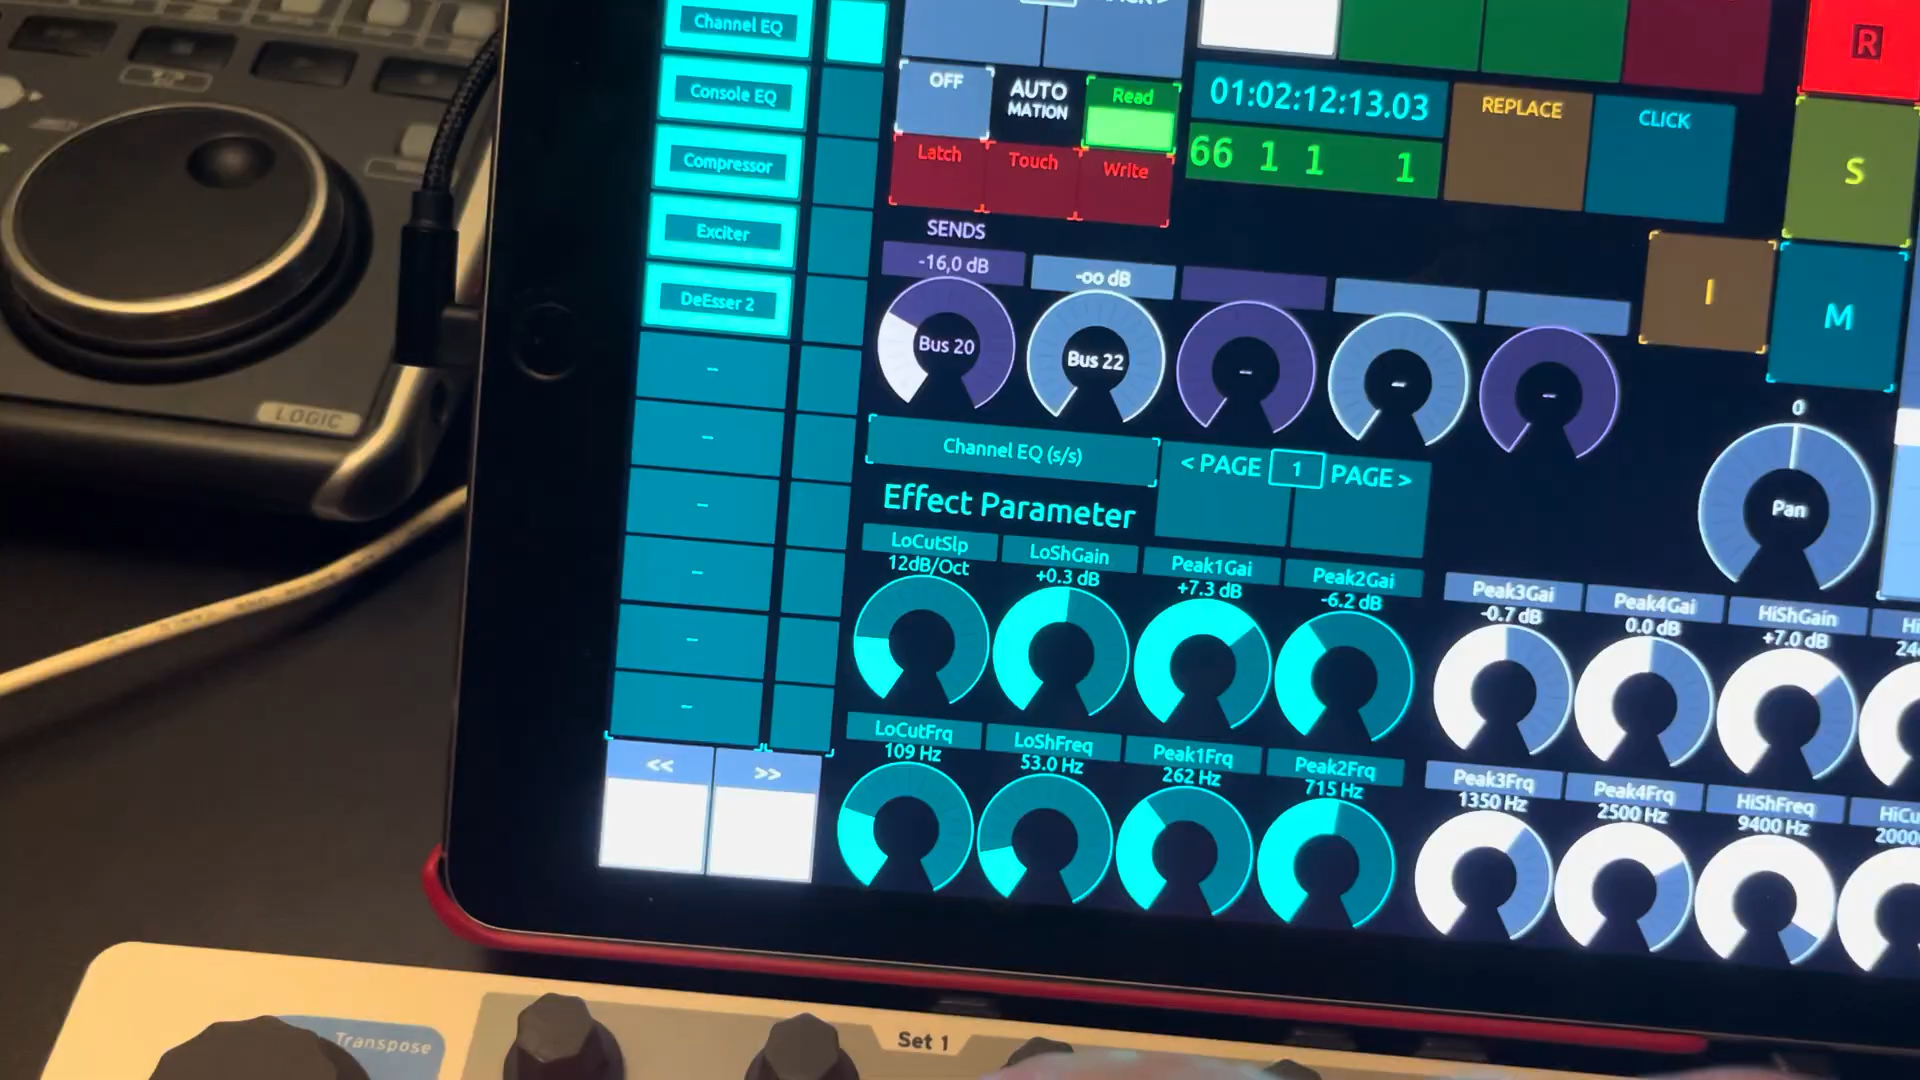 Channel EQ
Console EQ
Compressor
Exciter
DeEsser 2
--
--
--
--
--
--
<<
>>
OFF
AUTO
MATION
Read
Latch
Touch
Write
01:02:12:13.03
66 1 1 1
REPLACE
CLICK
R
S
I
M
SENDS
-16,0 dB
-oo dB
Bus 20
Bus 22
--
--
--
0
Pan
Channel EQ (s/s)
< PAGE
1
PAGE >
Effect Parameter
LoCutSlp
12dB/Oct
LoShGain
+0.3 dB
Peak1Gai
+7.3 dB
Peak2Gai
-6.2 dB
Peak3Gai
-0.7 dB
Peak4Gai
0.0 dB
HiShGain
+7.0 dB
LoCutFrq
109 Hz
LoShFreq
53.0 Hz
Peak1Frq
262 Hz
Peak2Frq
715 Hz
Peak3Frq
1350 Hz
Peak4Frq
2500 Hz
HiShFreq
9400 Hz
HiCu
2000
LOGIC
Transpose
Set 1